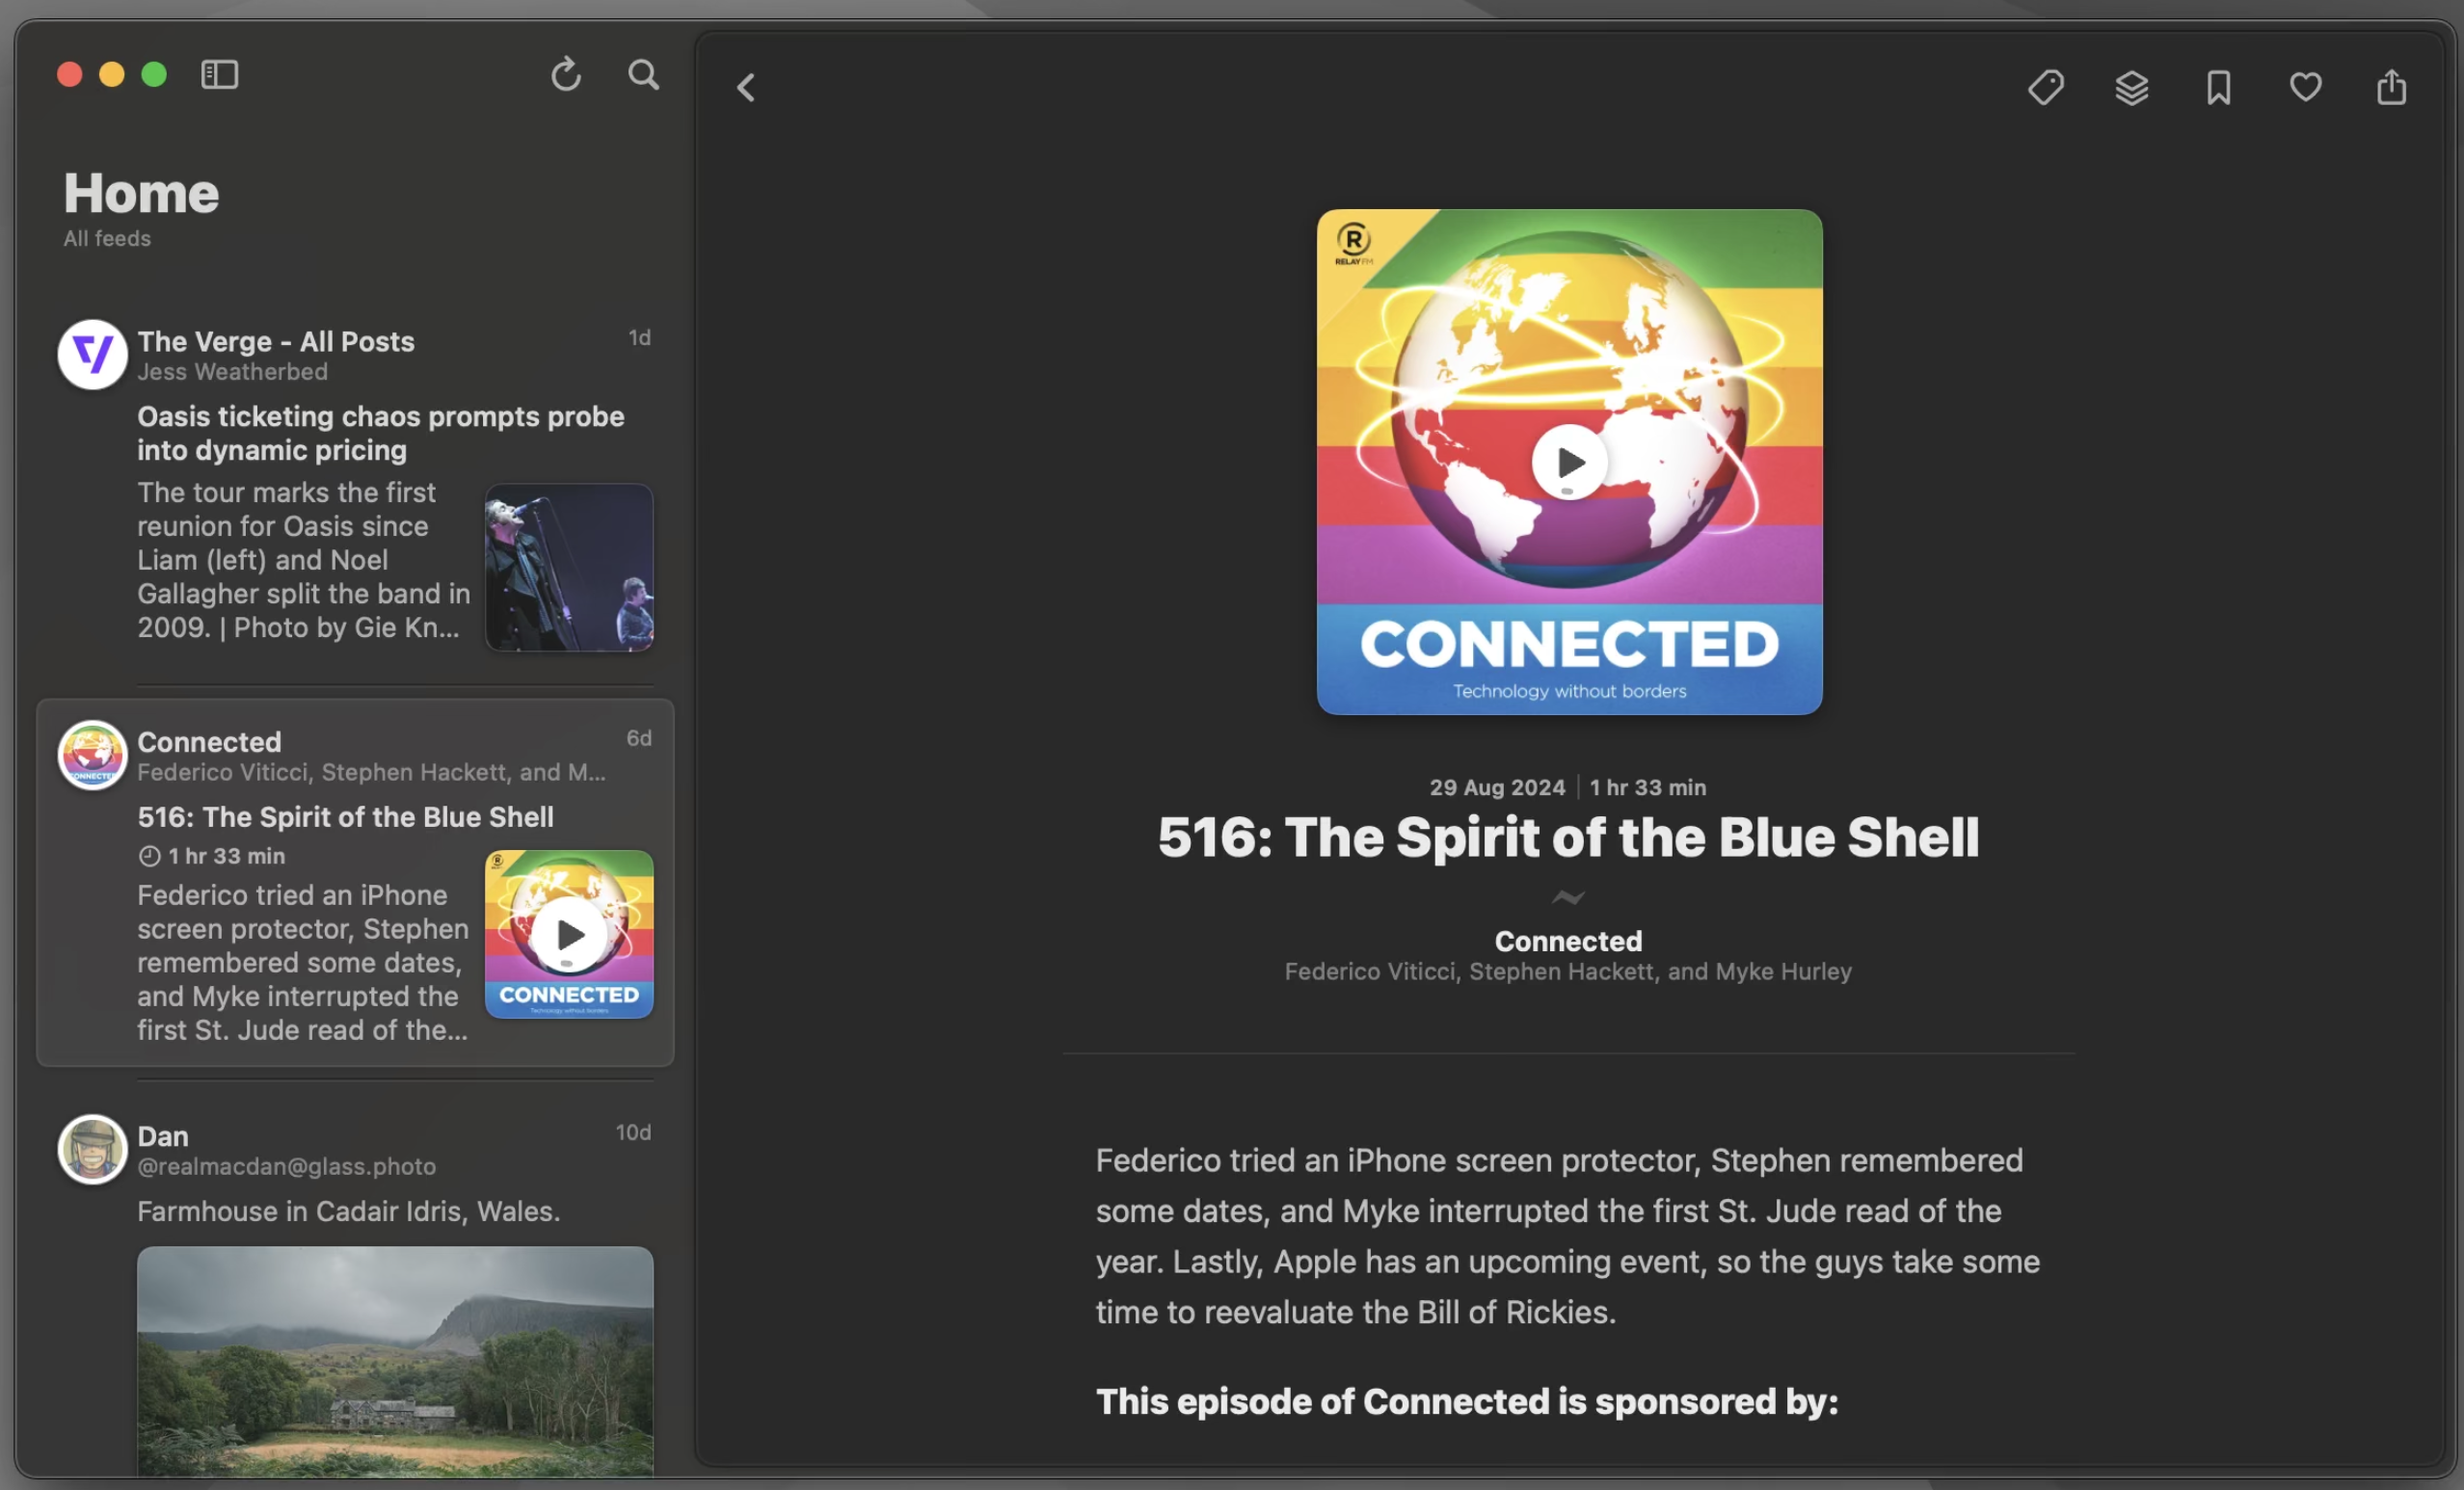 Home
All feeds
The Verge - All Posts
1d
Jess Weatherbed
Oasis ticketing chaos prompts probe
into dynamic pricing
The tour marks the first
reunion for Oasis since
Liam (left) and Noel
Gallagher split the band in
2009. | Photo by Gie Kn...
CONNECTED
Connected
6d
Federico Viticci, Stephen Hackett, and M...
516: The Spirit of the Blue Shell
1 hr 33 min
Federico tried an iPhone
screen protector, Stephen
remembered some dates,
and Myke interrupted the
first St. Jude read of the...
R
CONNECTED
Technology without borders
Dan
10d
@realmacdan@glass.photo
Farmhouse in Cadair Idris, Wales.
R
RELAY FM
CONNECTED
Technology without borders
29 Aug 2024 | 1 hr 33 min
516: The Spirit of the Blue Shell
Connected
Federico Viticci, Stephen Hackett, and Myke Hurley
Federico tried an iPhone screen protector, Stephen remembered
some dates, and Myke interrupted the first St. Jude read of the
year. Lastly, Apple has an upcoming event, so the guys take some
time to reevaluate the Bill of Rickies.
This episode of Connected is sponsored by: